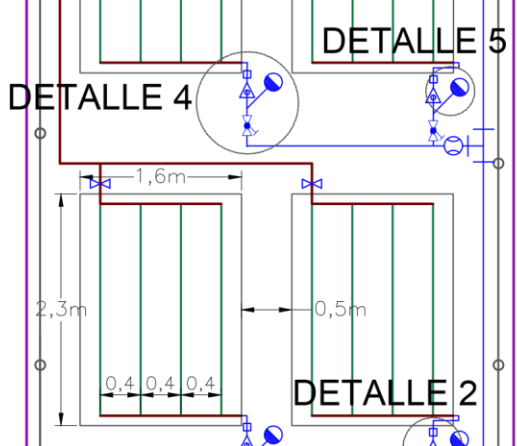 DETALLE 5
DETALLE 4
1,6m
2,3m
0,5m
0,4 0,4 0,4
DETALLE 2